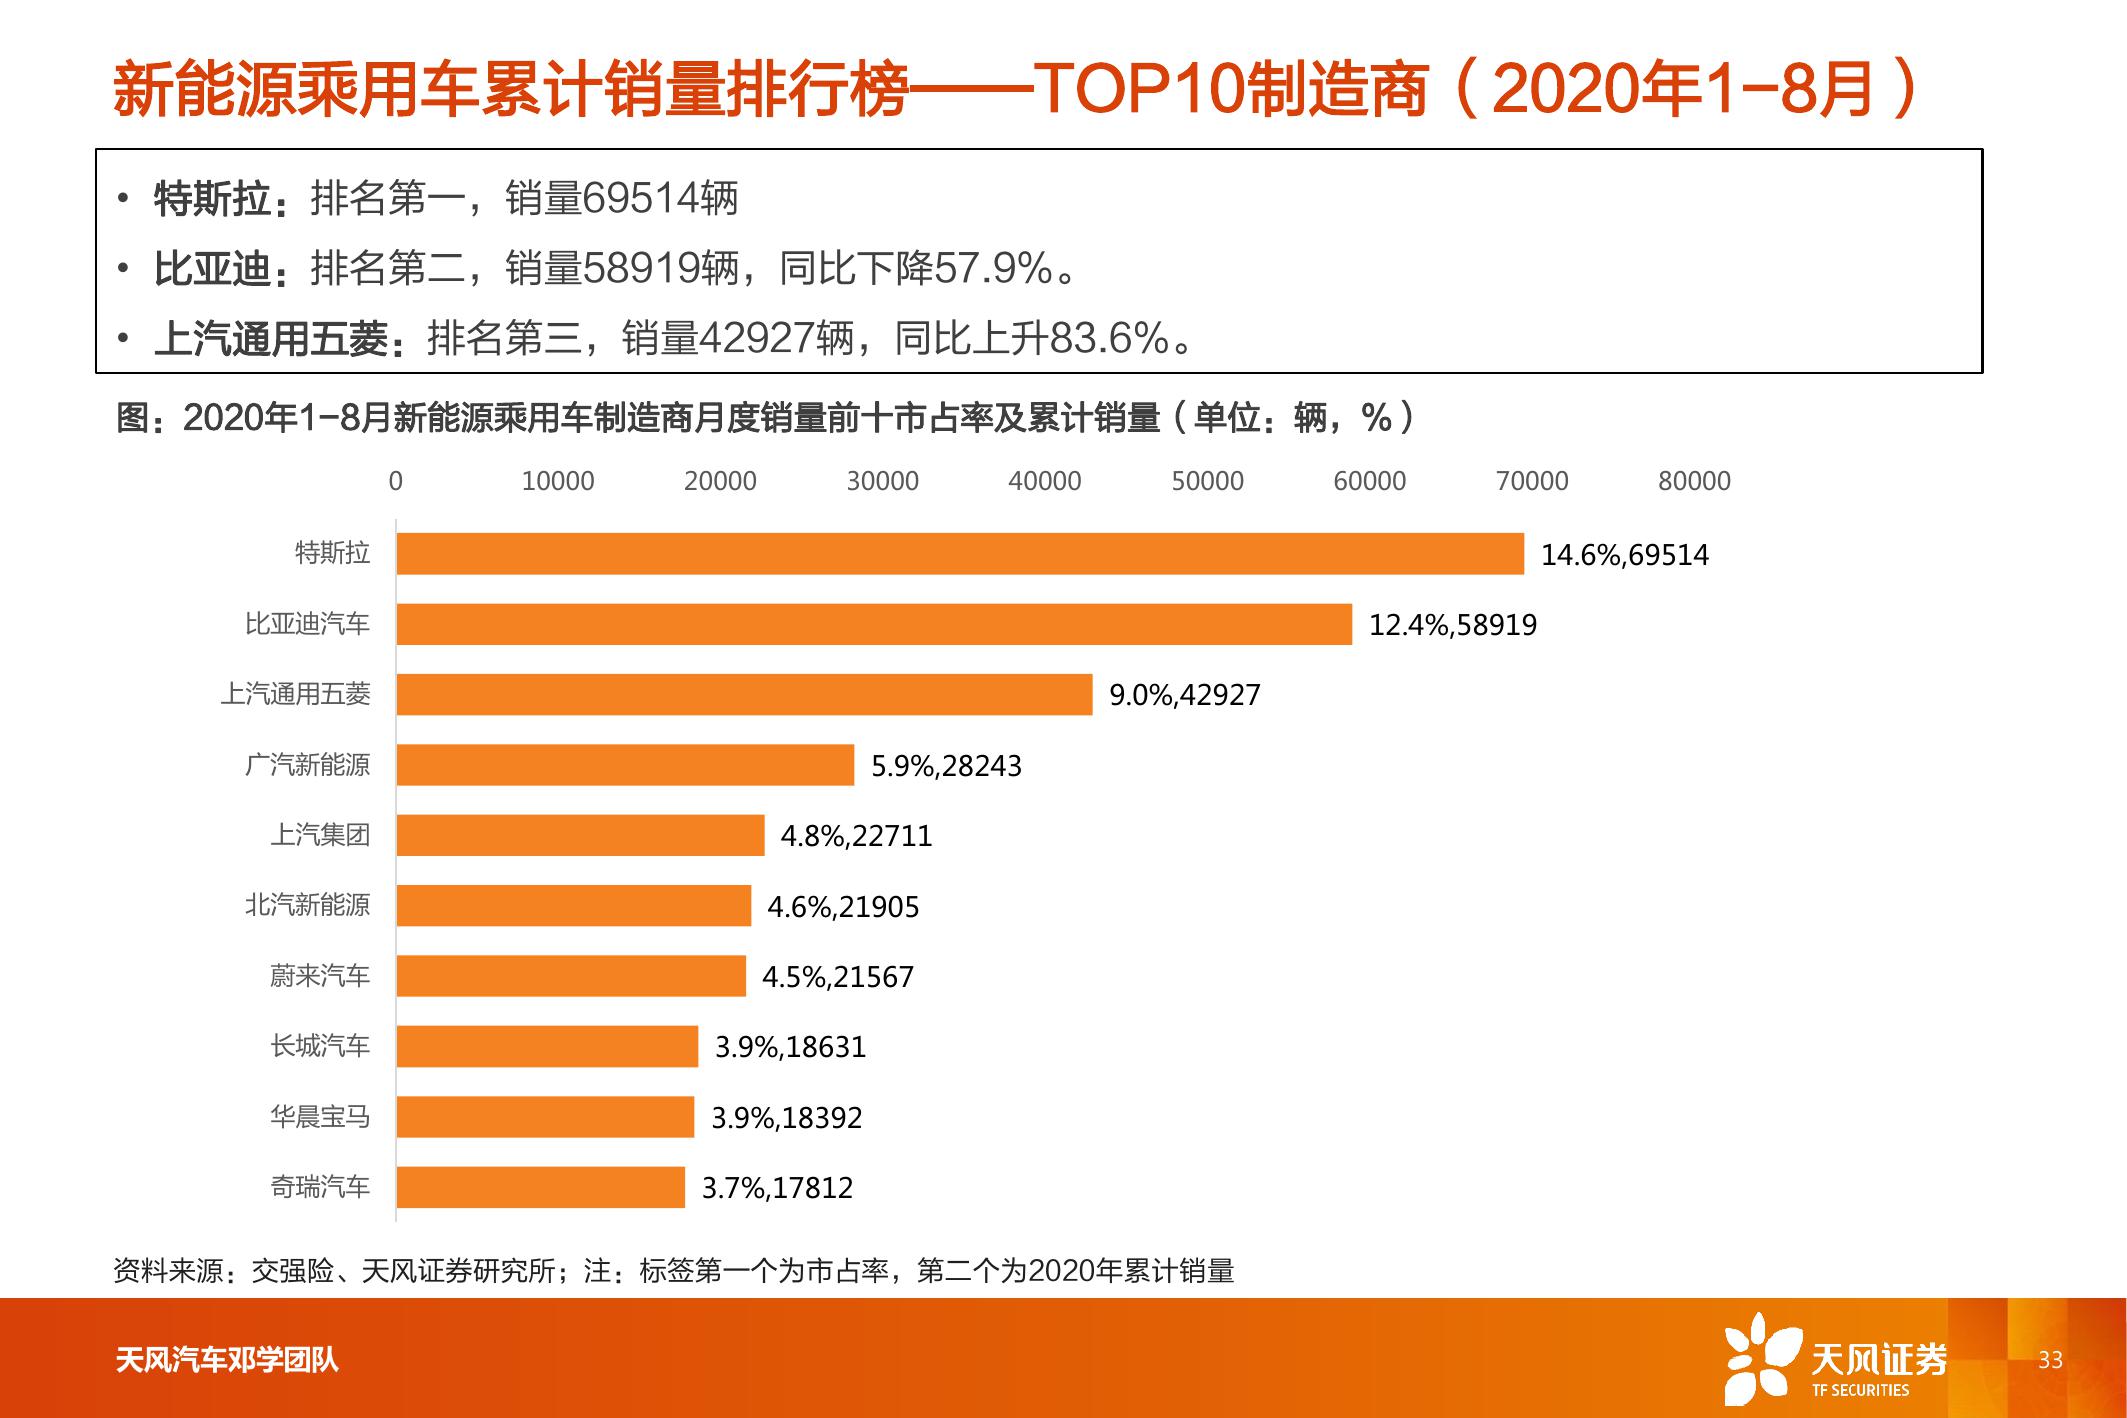 新能源乘用车累计销量排行榜——TOP10制造商（2020年1-8月）
• 特斯拉：排名第一，销量69514辆
• 比亚迪：排名第二，销量58919辆，同比下降57.9%。
• 上汽通用五菱：排名第三，销量42927辆，同比上升83.6%。
图：2020年1-8月新能源乘用车制造商月度销量前十市占率及累计销量（单位：辆，%）
0 10000 20000 30000 40000 50000 60000 70000 80000
特斯拉 14.6%,69514
比亚迪汽车 12.4%,58919
上汽通用五菱 9.0%,42927
广汽新能源 5.9%,28243
上汽集团 4.8%,22711
北汽新能源 4.6%,21905
蔚来汽车 4.5%,21567
长城汽车 3.9%,18631
华晨宝马 3.9%,18392
奇瑞汽车 3.7%,17812
资料来源：交强险、天风证券研究所；注：标签第一个为市占率，第二个为2020年累计销量
天风汽车邓学团队
天风证券
TF SECURITIES
33